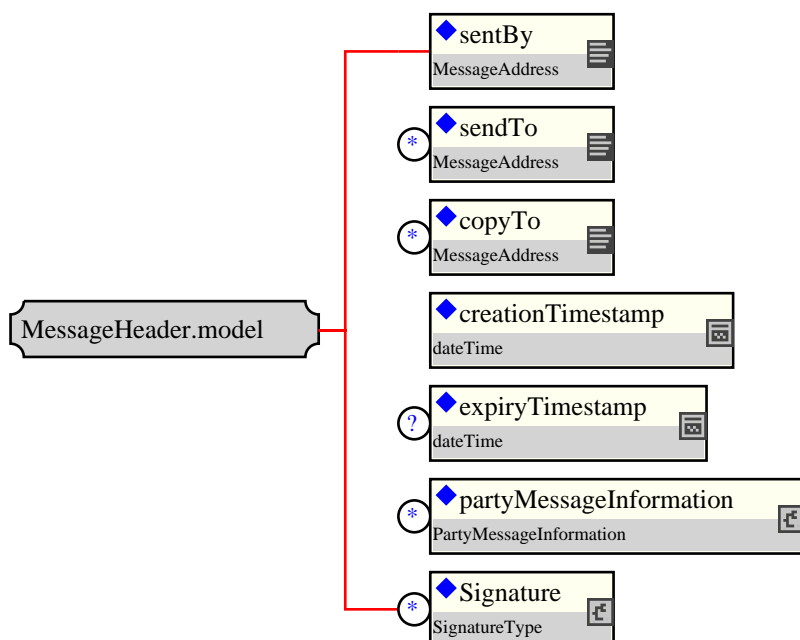 sentBy
MessageAddress
*
sendTo
MessageAddress
*
copyTo
MessageAddress
MessageHeader.model
creationTimestamp
dateTime
?
expiryTimestamp
dateTime
*
partyMessageInformation
PartyMessageInformation
*
Signature
SignatureType